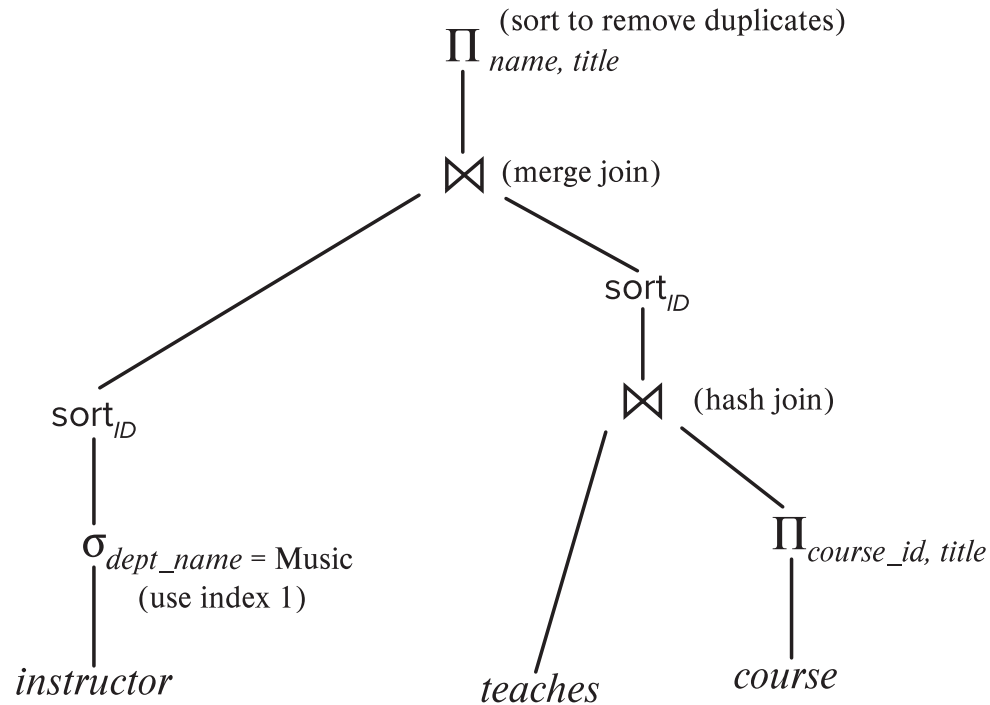 (sort to remove duplicates)
Π name, title
⋈ (merge join)
sort ID
⋈ (hash join)
sort ID
σ dept_name = Music
(use index 1)
Π course_id, title
instructor
teaches
course